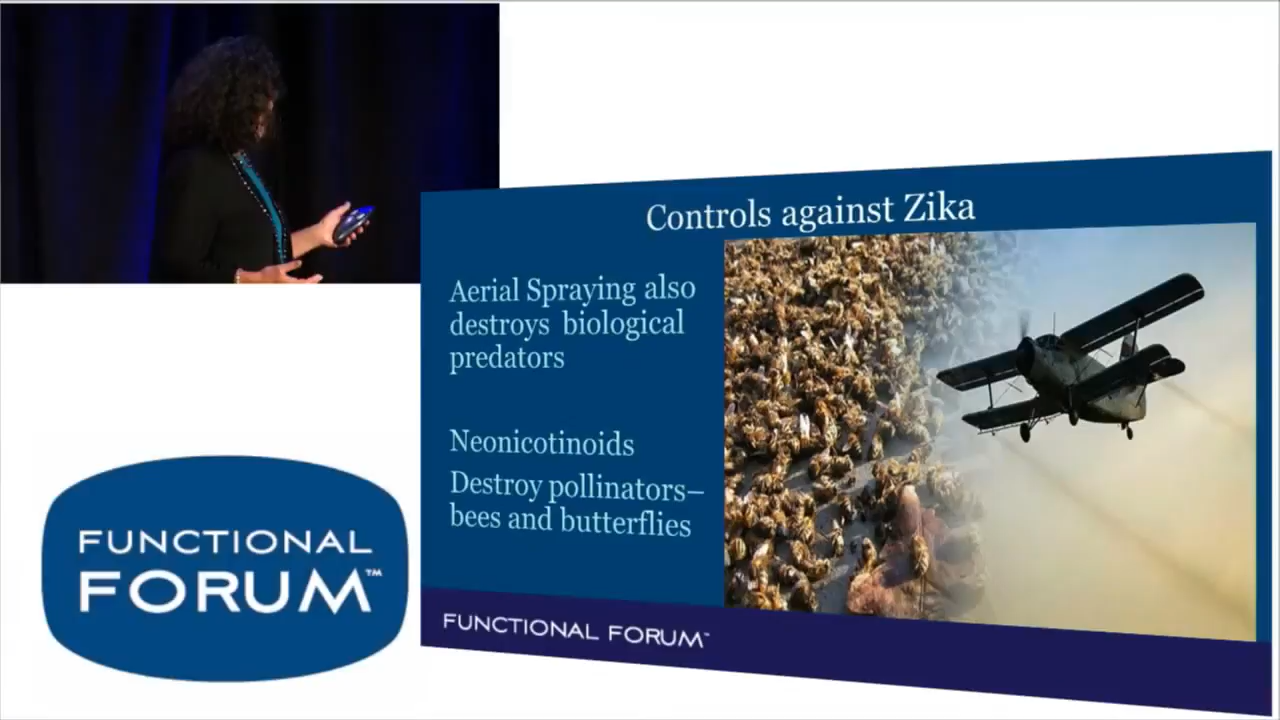 Controls against Zika
Aerial Spraying also
destroys biological
predators
Neonicotinoids
Destroy pollinators–
bees and butterflies
FUNCTIONAL FORUM™
FUNCTIONAL
FORUM™